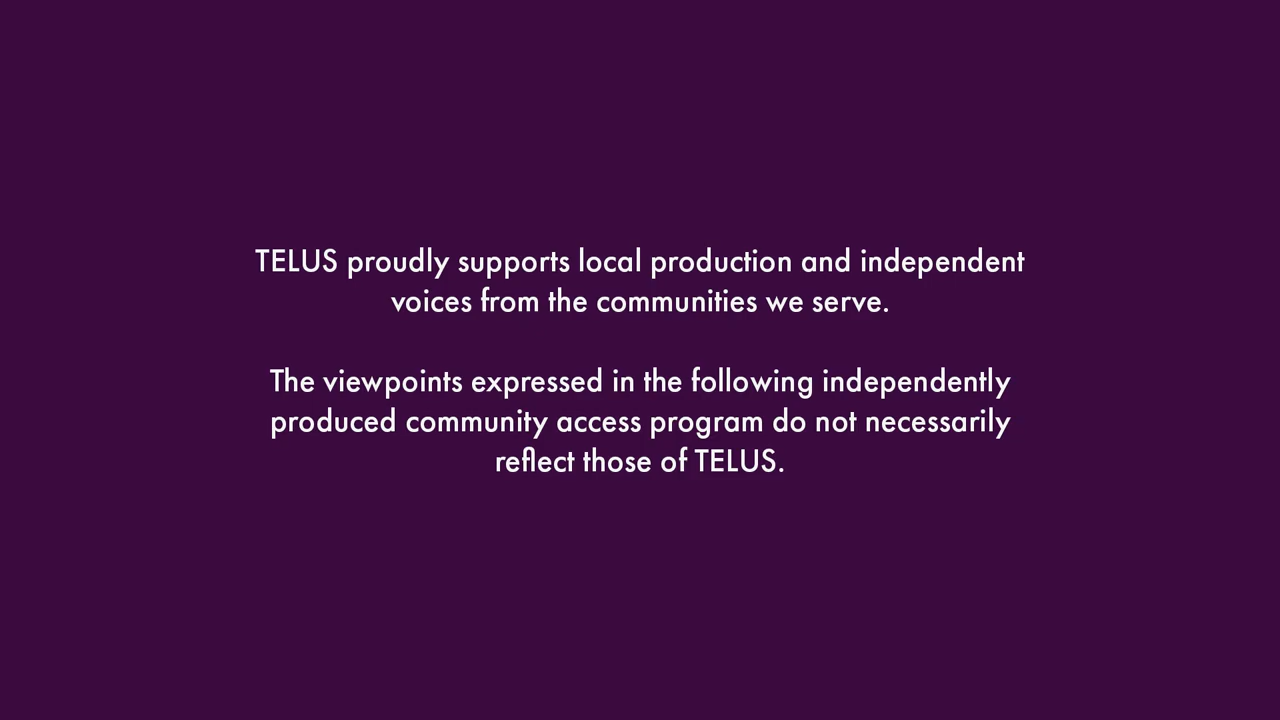 TELUS proudly supports local production and independent
voices from the communities we serve.
The viewpoints expressed in the following independently
produced community access program do not necessarily
reflect those of TELUS.